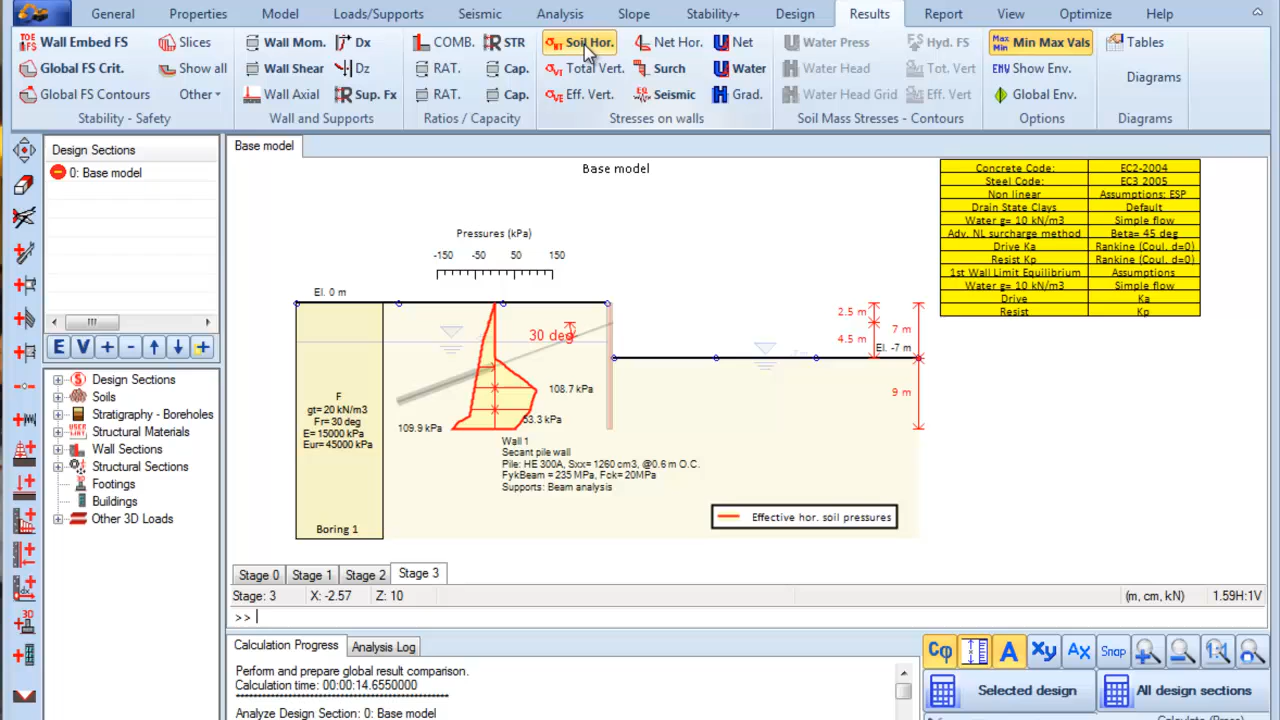 General Properties Model Loads/Supports Seismic Analysis Slope Stability+ Design Results Report View Optimize Help
TOE FS Wall Embed FS
Global FS Crit.
Global FS Contours
Slices
Show all
Other
Stability - Safety
Wall Mom.
Wall Shear
Wall Axial
Dx
Dz
Sup. Fx
Wall and Supports
COMB.
RAT.
RAT.
STR
Cap.
Cap.
Ratios / Capacity
Soil Hor.
Total Vert.
Eff. Vert.
Net Hor.
Surch
Seismic
Net
Water
Grad.
Stresses on walls
Water Press
Water Head
Water Head Grid
Hyd. FS
Tot. Vert
Eff. Vert
Soil Mass Stresses - Contours
Min Max Vals
ENV Show Env.
Global Env.
Options
Tables
Diagrams
Diagrams
Design Sections
0: Base model
E V + - 
Design Sections
Soils
Stratigraphy - Boreholes
Structural Materials
Wall Sections
Structural Sections
Footings
Buildings
Other 3D Loads
Base model
Base model
Concrete Code: EC2-2004
Steel Code: EC3 2005
Non linear Assumptions: ESP
Drain State Clays Default
Water g= 10 kN/m3 Simple flow
Adv. NL surcharge method Beta= 45 deg
Drive Ka Rankine (Coul. d=0)
Resist Kp Rankine (Coul. d=0)
1st Wall Limit Equilibrium Assumptions
Water g= 10 kN/m3 Simple flow
Drive Ka
Resist Kp
Pressures (kPa)
-150 -50 50 150
El. 0 m
30 deg
2.5 m
7 m
4.5 m
El. -7 m
9 m
108.7 kPa
53.3 kPa
109.9 kPa
F
gt= 20 kN/m3
Fr= 30 deg
E= 15000 kPa
Eur= 45000 kPa
Boring 1
Wall 1
Secant pile wall
Pile: HE 300A, Sxx= 1260 cm3, @0.6 m O.C.
FykBeam = 235 MPa, Fck= 20MPa
Supports: Beam analysis
Effective hor. soil pressures
Stage 0 Stage 1 Stage 2 Stage 3
Stage: 3 X: -2.57 Z: 10 (m, cm, kN) 1.59H:1V
>>
Calculation Progress Analysis Log
Perform and prepare global result comparison.
Calculation time: 00:00:14.6550000
Analyze Design Section: 0: Base model
Cφ A Xy Ax Snap 1:1
Selected design
All design sections